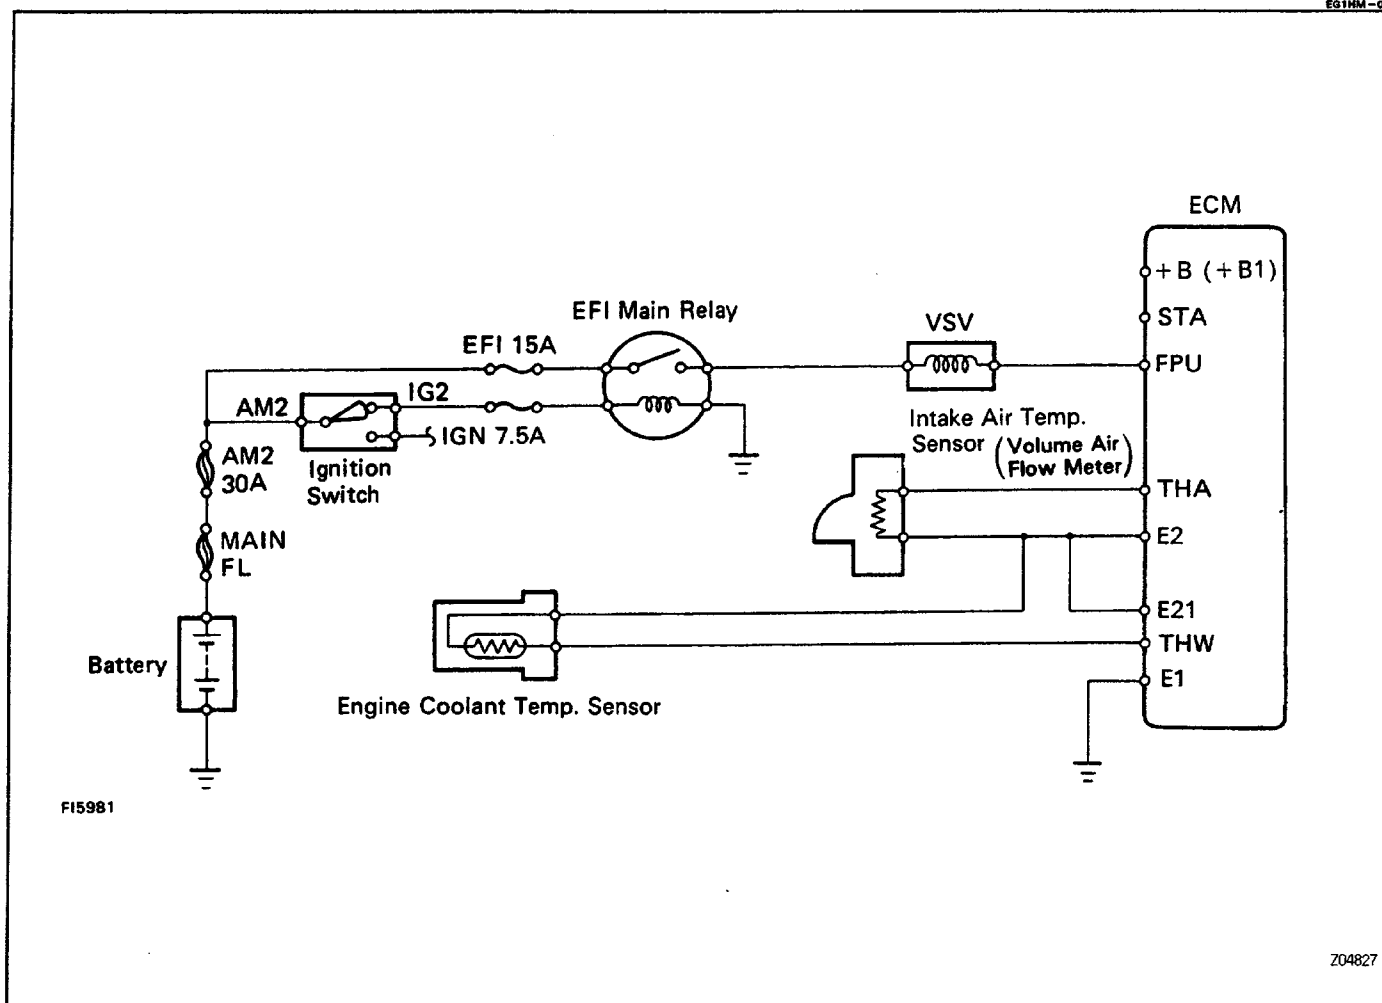 EG1HM-0
ECM
+B (+B1)
STA
FPU
EFI Main Relay
VSV
EFI 15A
IG2
AM2
IGN 7.5A
Intake Air Temp.
Sensor (Volume Air
Flow Meter)
AM2
30A
Ignition
Switch
THA
E2
MAIN
FL
E21
THW
E1
Battery
Engine Coolant Temp. Sensor
FI5981
Z04827